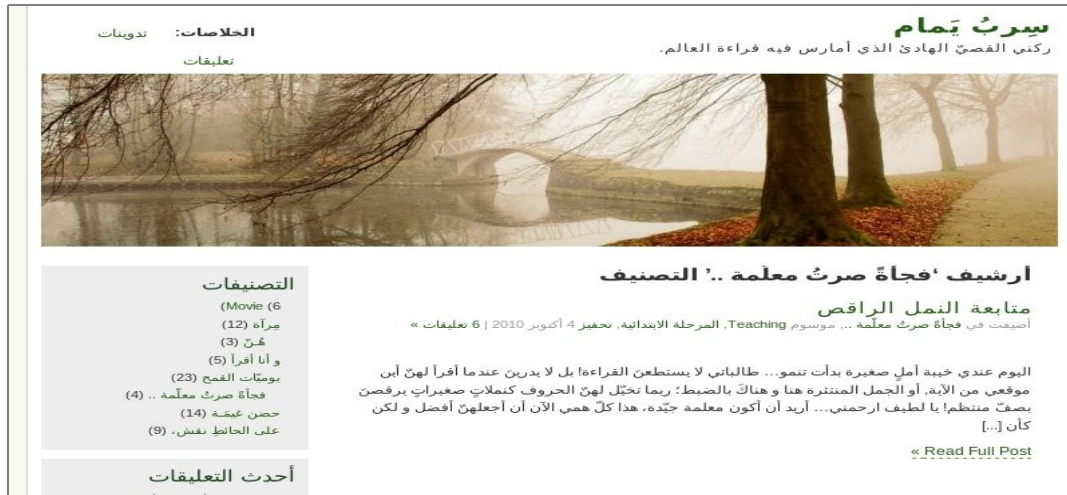 سِربُ يَمام
ركني القصيّ الهادئ الذي أمارس فيه قراءة العالم.
الخلاصات: تدوينات
تعليقات
أرشيف ‘فجأةً صرتُ معلّمة ..’ التصنيف
متابعة النمل الراقص
أضيفت في فجأةً صرتُ معلّمة .., موسوم Teaching, المرحلة الابتدائية, تحفيز 4 أكتوبر 2010 | 6 تعليقات »
اليوم عندي خيبة أملٍ صغيرة بدأت تنمو… طالباتي لا يستطعنَ القراءة! بل لا يدرينَ عندما أقرأ لهنّ أين
موقعي من الآية, أو الجمل المنتثرة هنا و هناكَ بالضبط؛ ربما تخيّل لهنّ الحروف كنملاتٍ صغيراتٍ يرقصنَ
بصفّ منتظم! يا لطيف ارحمني… أريد أن أكون معلمة جيّدة، هذا كلّ همي الآن أن أجعلهنّ أفضل و لكن
كأن [...]
Read Full Post »
التصنيفات
Movie (6)
مِرآة (12)
هُـنّ (3)
و أنا أقرأ (5)
يوميّات القمح (23)
فجأةً صرتُ معلّمة .. (4)
حضن غيمَـة (14)
على الحائطِ نقش، (9)
أحدث التعليقات